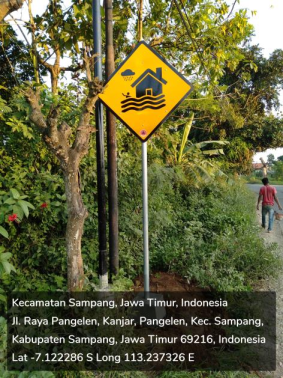 Kecamatan Sampang, Jawa Timur, Indonesia
Jl. Raya Pangelen, Kanjar, Pangelen, Kec. Sampang,
Kabupaten Sampang, Jawa Timur 69216, Indonesia
Lat -7.122286 S Long 113.237326 E